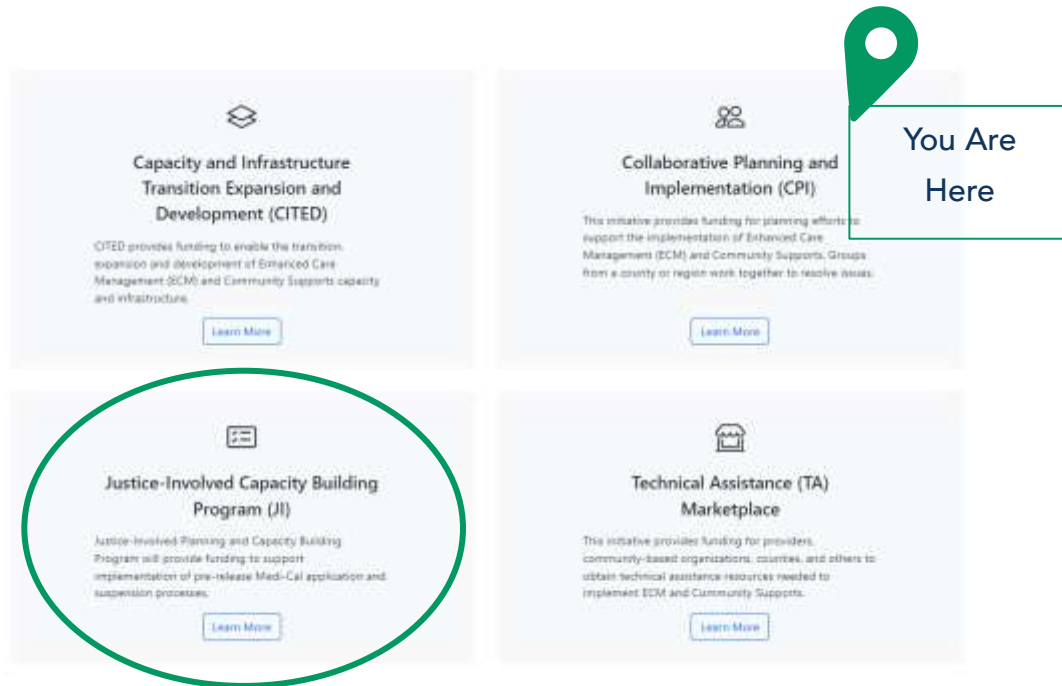 You Are
Here
Capacity and Infrastructure
Transition Expansion and
Development (CITED)
CITED provides funding to enable the transition,
expansion and development of Enhanced Care
Management (ECM) and Community Supports capacity
and infrastructure.
Learn More
Collaborative Planning and
Implementation (CPI)
This initiative provides funding for planning efforts to
support the implementation of Enhanced Care
Management (ECM) and Community Supports. Groups
from a county or region work together to resolve issues.
Learn More
Justice-Involved Capacity Building
Program (JI)
Justice-Involved Planning and Capacity Building
Program will provide funding to support
implementation of pre-release Medi-Cal application and
suspension processes.
Learn More
Technical Assistance (TA)
Marketplace
This initiative provides funding for providers,
community-based organizations, counties, and others to
obtain technical assistance resources needed to
implement ECM and Community Supports.
Learn More